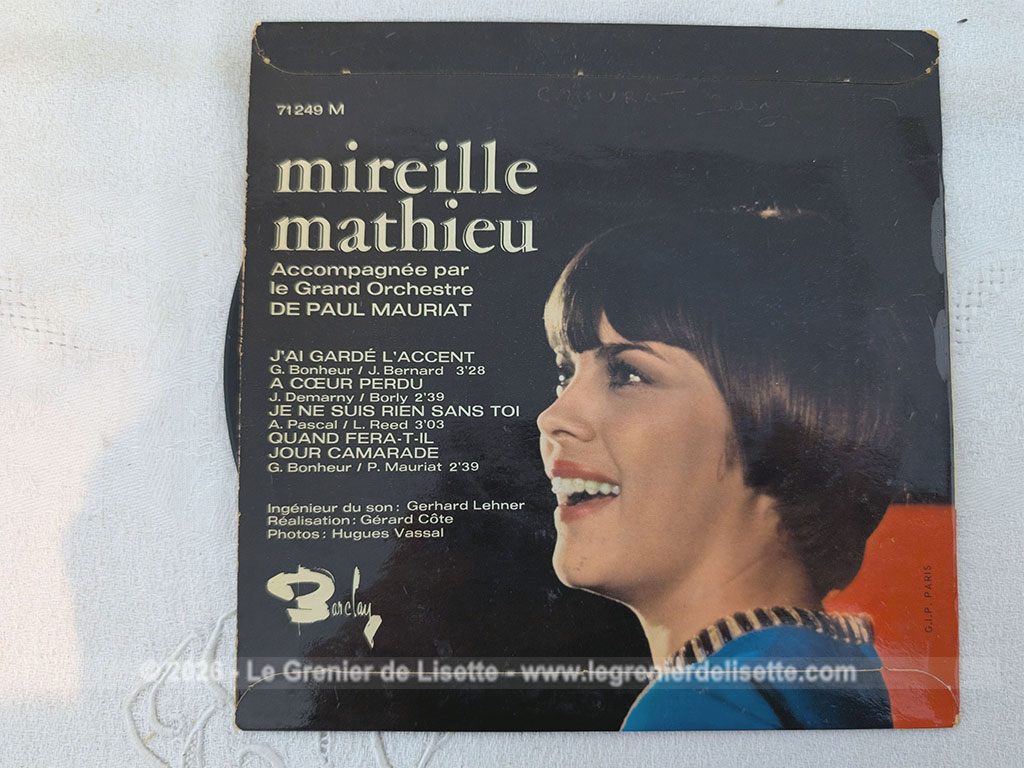 71249 M
mireille
mathieu
Accompagnée par
le Grand Orchestre
DE PAUL MAURIAT
J'AI GARDÉ L'ACCENT
G. Bonheur / J. Bernard 3'28
A CŒUR PERDU
J. Demarny / Borly 2'39
JE NE SUIS RIEN SANS TOI
A. Pascal / L. Reed 3'03
QUAND FERA-T-IL
JOUR CAMARADE
G. Bonheur / P. Mauriat 2'39
Ingénieur du son : Gerhard Lehner
Réalisation : Gérard Côte
Photos : Hugues Vassal
Barclay
G.I.P. PARIS
© 2026 - Le Grenier de Lisette - www.legrenierdelisette.com